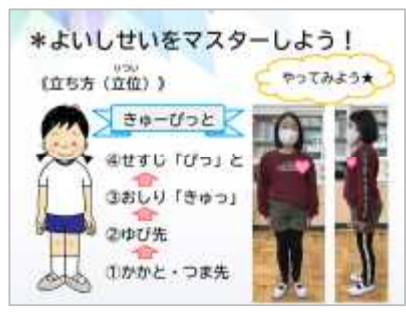 ＊よいしせいをマスターしよう！
りつい
《立ち方（立位）》
やってみよう★
きゅーぴっと
④せすじ「ぴっ」と
③おしり「きゅっ」
②ゆび先
①かかと・つま先